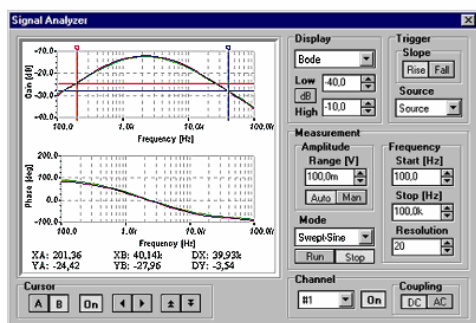 Signal Analyzer
-10.0
-20.0
-30.0
-40.0
Gain [dB]
100.0 1.0k 10.0k 100.0k
Frequency [Hz]
200.0
100.0
0.0
-100.0
Phase [deg]
100.0 1.0k 10.0k 100.0k
Frequency [Hz]
XA: 201,36 XB: 40,14k DX: 39,93k
YA: -24,42 YB: -27,96 DY: -3,54
Cursor
A B On
Display
Bode
Low -40,0
dB
High -10,0
Trigger
Slope
Rise Fall
Source
Source
Measurement
Amplitude
Range [V]
100,0m
Auto Man
Mode
Swept-Sine
Run Stop
Frequency
Start [Hz]
100,0
Stop [Hz]
100,0k
Resolution
20
Channel
#1 On
Coupling
DC AC